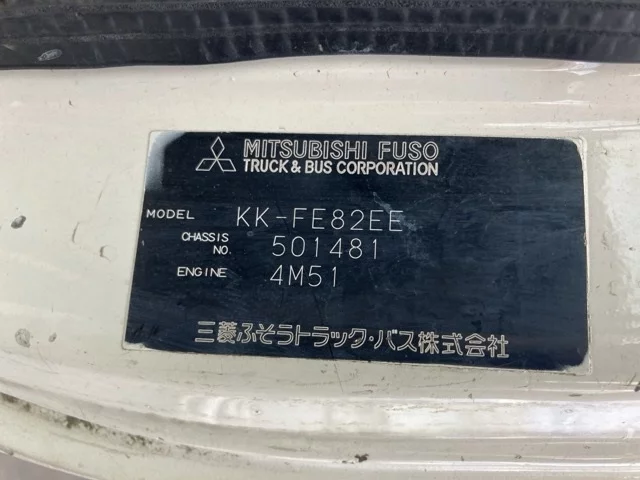 MITSUBISHI FUSO
TRUCK & BUS CORPORATION
MODEL KK-FE82EE
CHASSIS NO. 501481
ENGINE 4M51
三菱ふそうトラック・バス株式会社